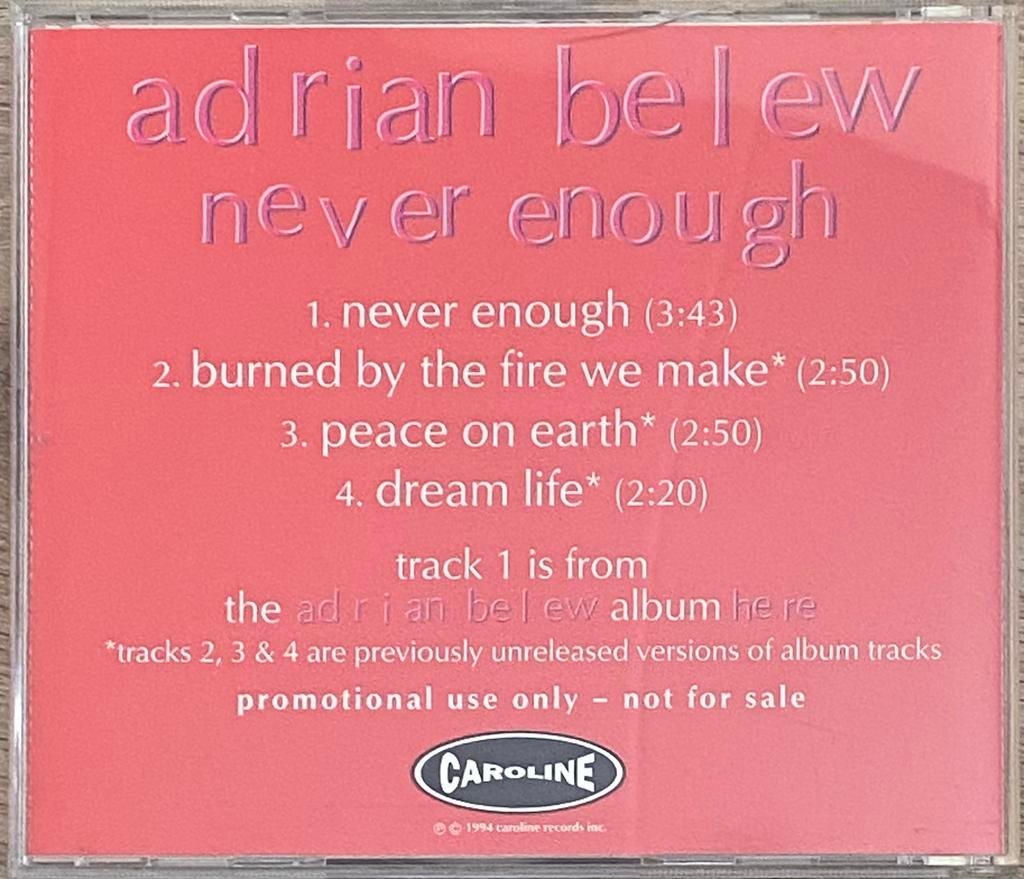 adrian belew
never enough
1. never enough (3:43)
2. burned by the fire we make* (2:50)
3. peace on earth* (2:50)
4. dream life* (2:20)
track 1 is from
the adrian belew album here
*tracks 2, 3 & 4 are previously unreleased versions of album tracks
promotional use only – not for sale
CAROLINE
℗ © 1994 caroline records inc.